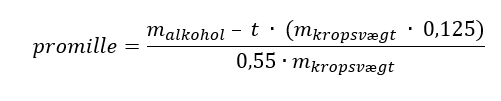 promille = (m_alkohol – t · (m_kropsvægt · 0,125)) / (0,55 · m_kropsvægt)